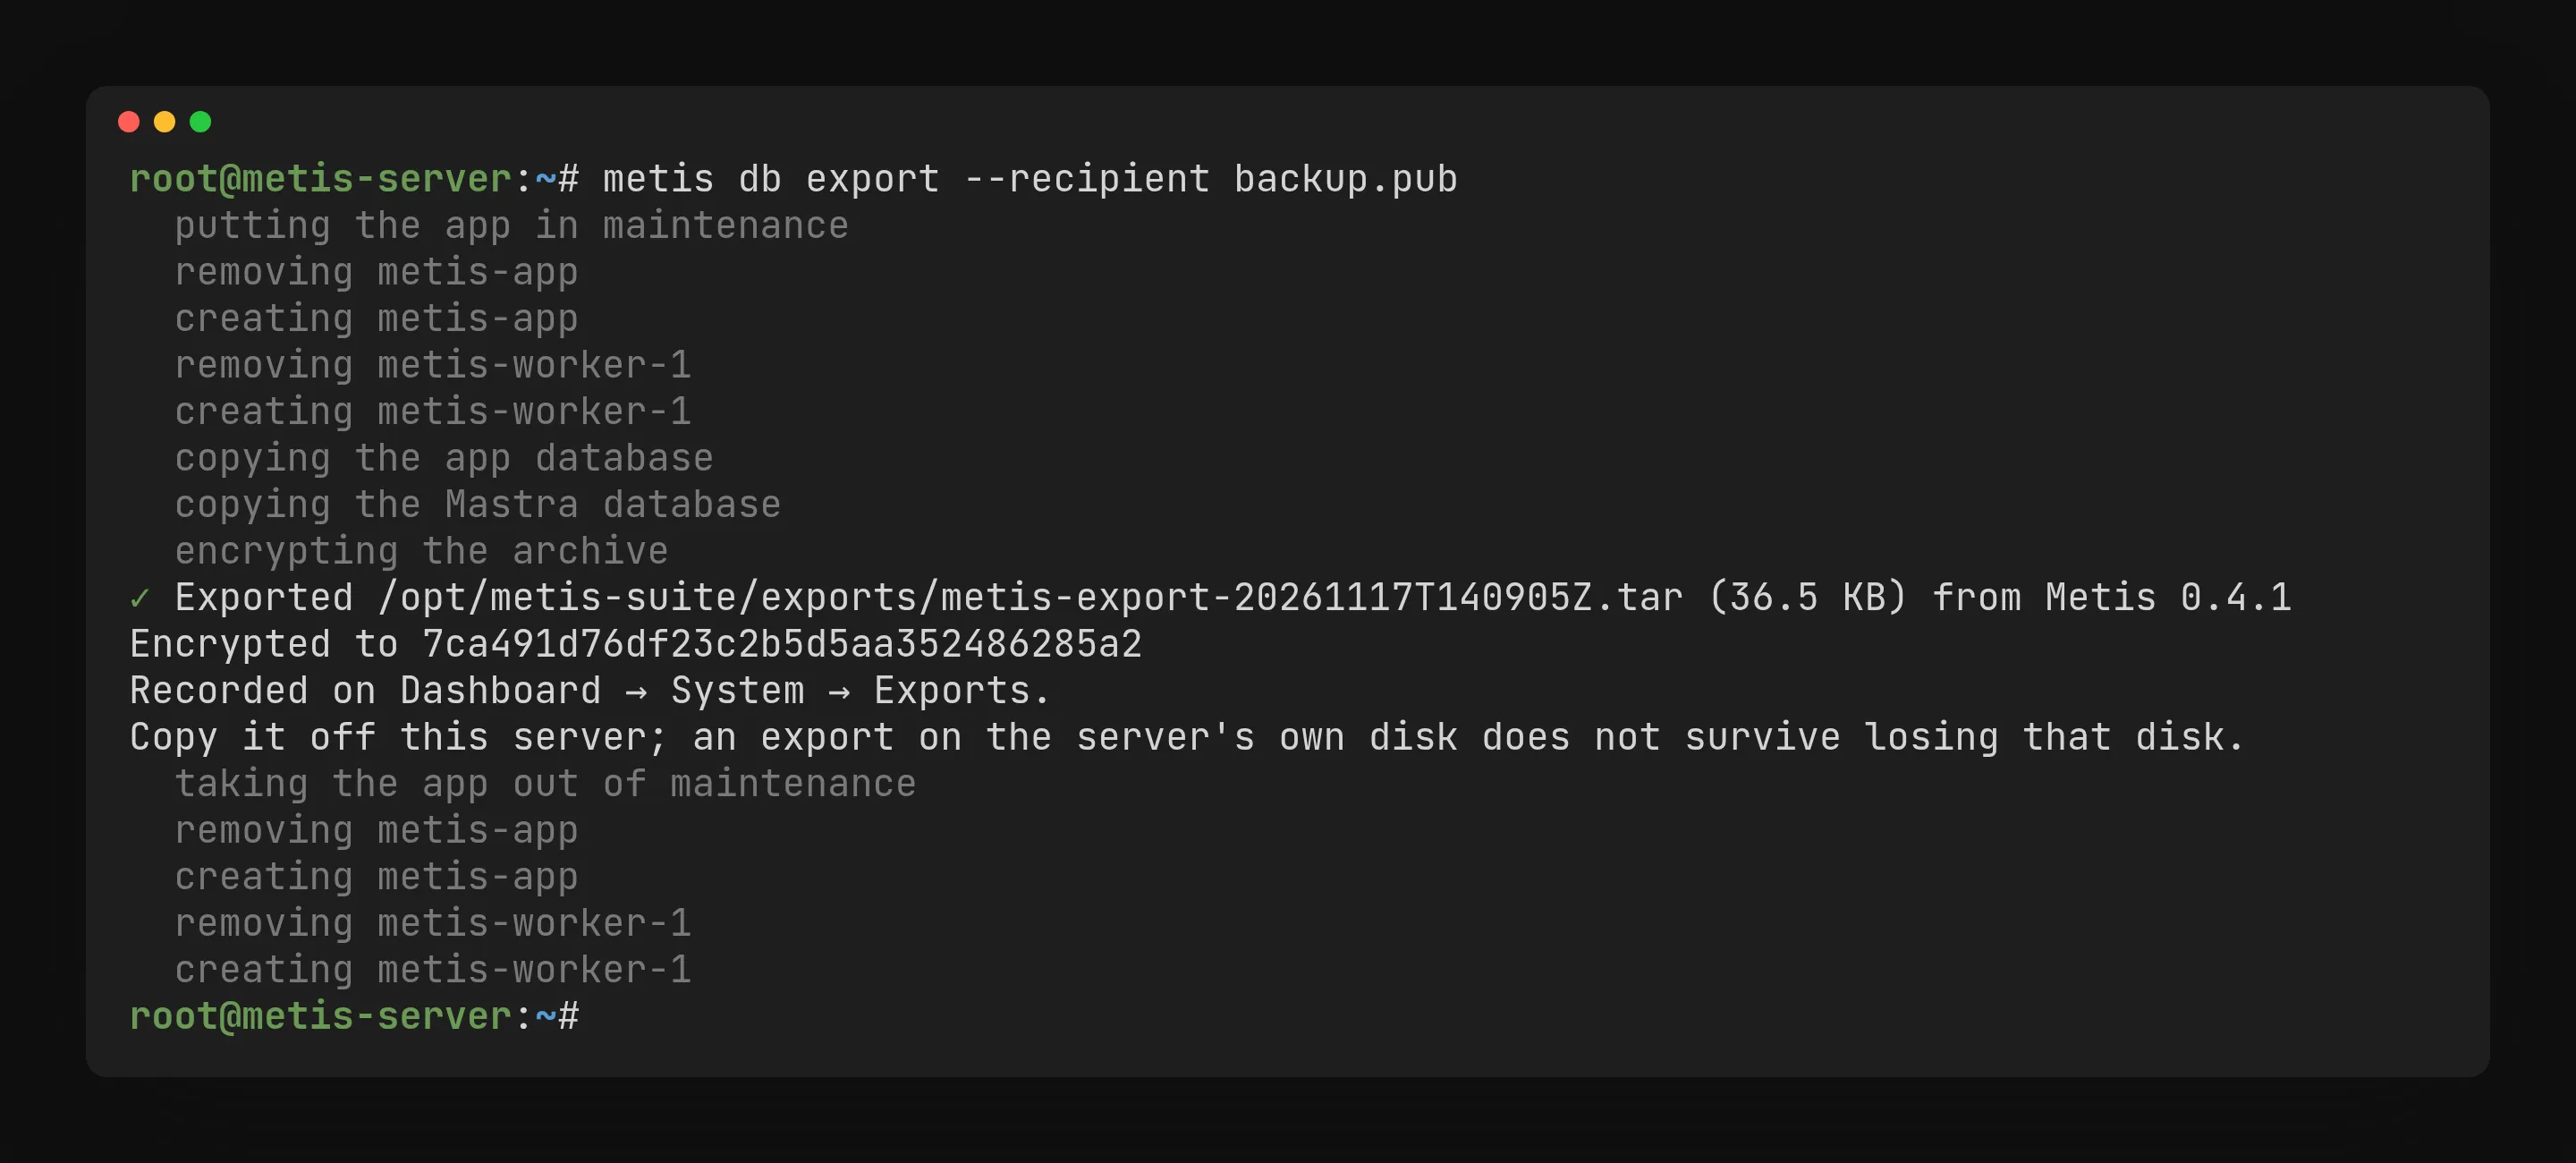 root@metis-server:~# metis db export --recipient backup.pub
putting the app in maintenance
removing metis-app
creating metis-app
removing metis-worker-1
creating metis-worker-1
copying the app database
copying the Mastra database
encrypting the archive
✓ Exported /opt/metis-suite/exports/metis-export-20261117T140905Z.tar (36.5 KB) from Metis 0.4.1
Encrypted to 7ca491d76df23c2b5d5aa352486285a2
Recorded on Dashboard → System → Exports.
Copy it off this server; an export on the server's own disk does not survive losing that disk.
taking the app out of maintenance
removing metis-app
creating metis-app
removing metis-worker-1
creating metis-worker-1
root@metis-server:~#